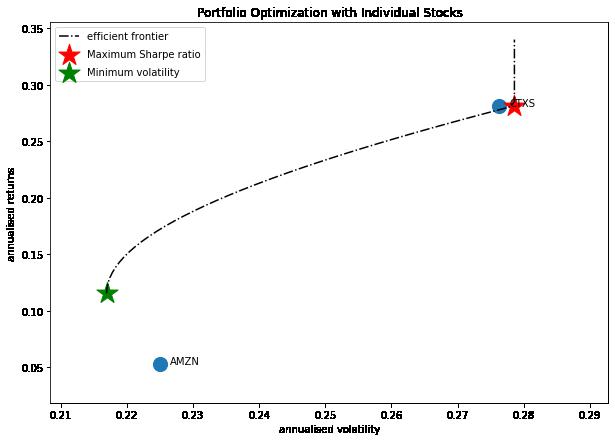 Portfolio Optimization with Individual Stocks
efficient frontier
Maximum Sharpe ratio
Minimum volatility
annualised returns
0.35
0.30
0.25
0.20
0.15
0.10
0.05
AMZN
0.21
0.22
0.23
0.24
0.25
0.26
0.27
0.28
0.29
annualised volatility